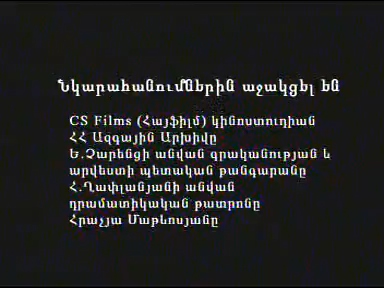 Նկարահանումներին աջակցել են
CS Films (Հայֆիլմ) կինոստուդիան
ՀՀ Ազգային Արխիվը
Ե.Չարենցի անվան գրականության և
արվեստի պետական թանգարանը
Հ.Ղափլանյանի անվան
դրամատիկական թատրոնը
Հրաչյա Մաթևոսյանը